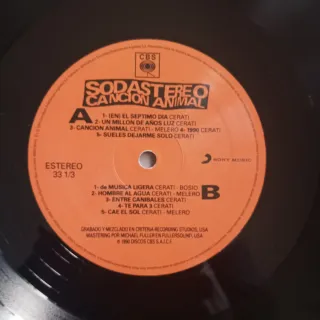 CBS
SODA STEREO
CANCION ANIMAL
A
1- (EN) EL SEPTIMO DIA CERATI
2- UN MILLON DE AÑOS LUZ CERATI
3- CANCION ANIMAL CERATI - MELERO 4- 1990 CERATI
5- SUELES DEJARME SOLO CERATI
ESTEREO
33 1/3
1- de MUSICA LIGERA CERATI - BOSIO
2- HOMBRE AL AGUA CERATI - MELERO
3- ENTRE CANIBALES CERATI
4- TE PARA 3 CERATI
5- CAE EL SOL CERATI - MELERO
B
GRABADO Y MEZCLADO EN CRITERIA RECORDING STUDIOS, USA
MASTERING POR MICHAEL FULLER EN FULLERSOUND, USA
℗ 1990 DISCOS CBS S.A.I.C.F.